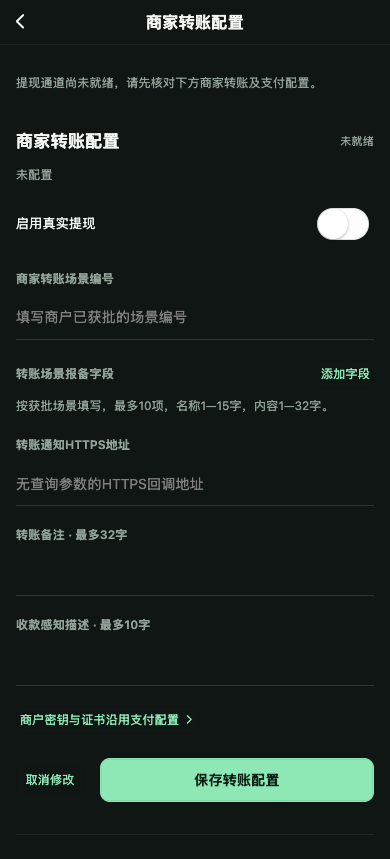 商家转账配置
提现通道尚未就绪，请先核对下方商家转账及支付配置。
商家转账配置
未就绪
未配置
启用真实提现
商家转账场景编号
填写商户已获批的场景编号
转账场景报备字段
添加字段
按获批场景填写，最多10项，名称1—15字，内容1—32字。
转账通知HTTPS地址
无查询参数的HTTPS回调地址
转账备注 · 最多32字
收款感知描述 · 最多10字
商户密钥与证书沿用支付配置
取消修改
保存转账配置